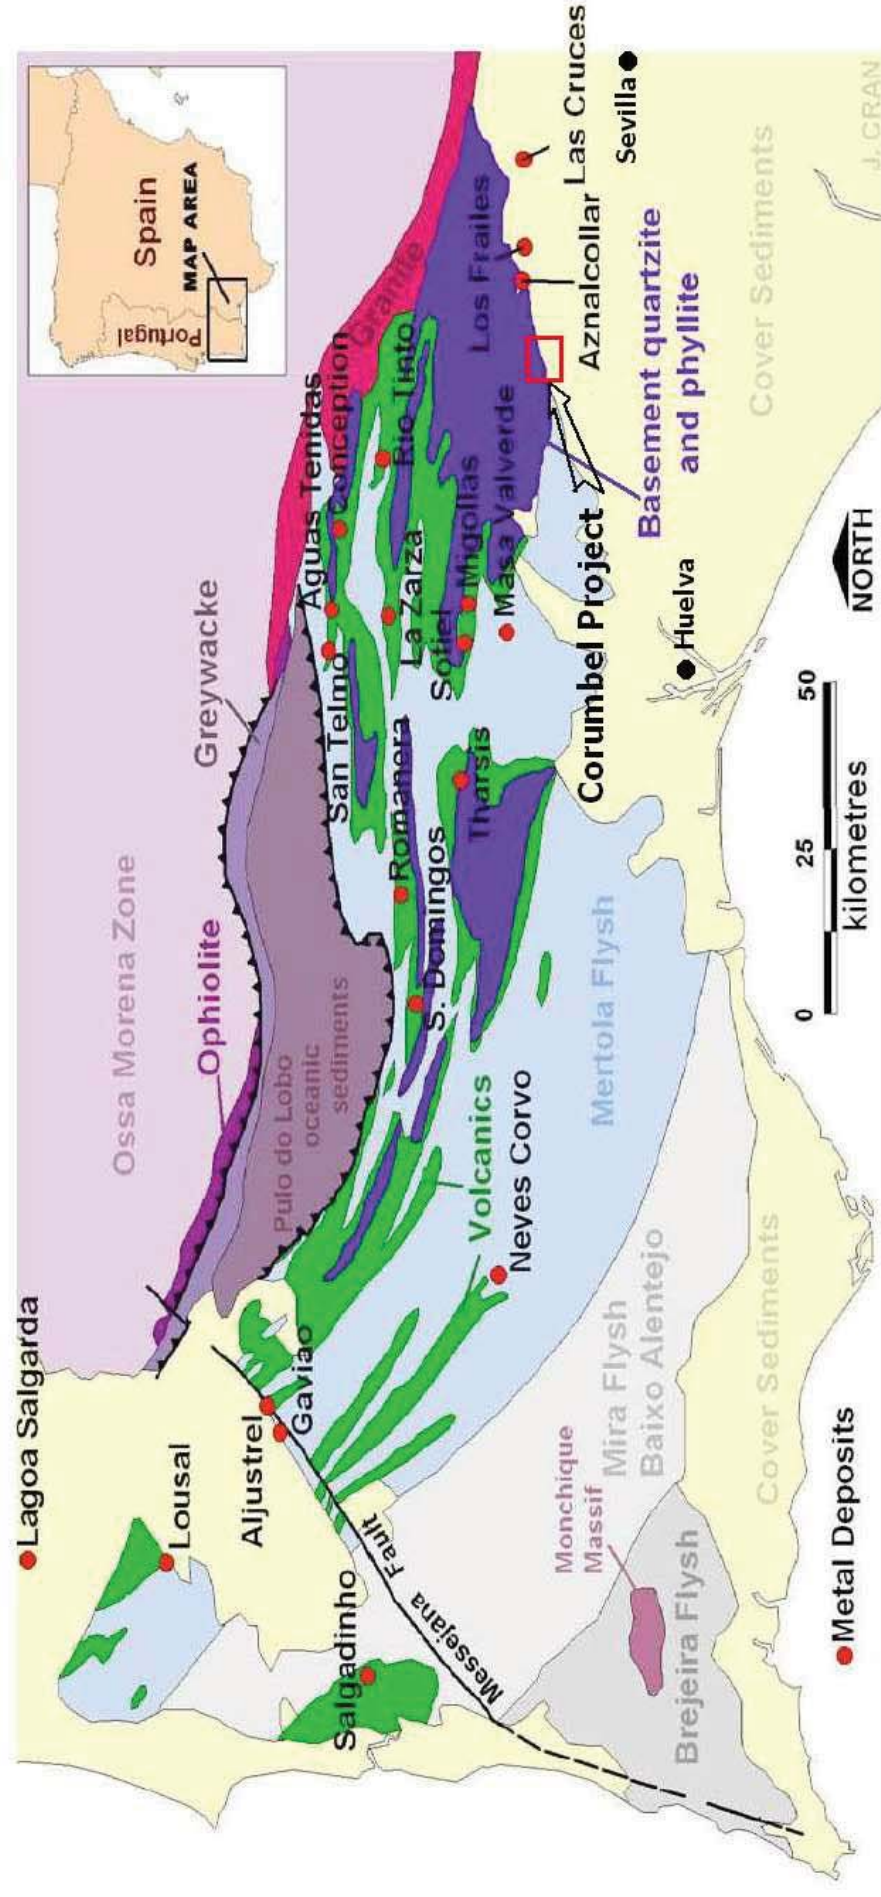 Lagoa Salgarda
Lousal
Aljustrel
Gaviao
Salgadinho
Messejana Fault
Ossa Morena Zone
Ophiolite
Greywacke
Pulo do Lobo
oceanic
sediments
Granite
Spain
Portugal
MAP AREA
Aguas Tenidas
Conception
San Telmo
Rio Tinto
La Zarza
Romanera
S. Domingos
Sotiel
Migollas
Masa Valverde
Tharsis
Los Frailes
Las Cruces
Aznalcollar
Sevilla
Volcanics
Neves Corvo
Mertola Flysh
Corumbel Project
Basement quartzite
and phyllite
Huelva
Monchique
Massif
Mira Flysh
Baixo Alentejo
Brejeira Flysh
Cover Sediments
Cover Sediments
Metal Deposits
0 25 50
kilometres
NORTH
J. CRAN